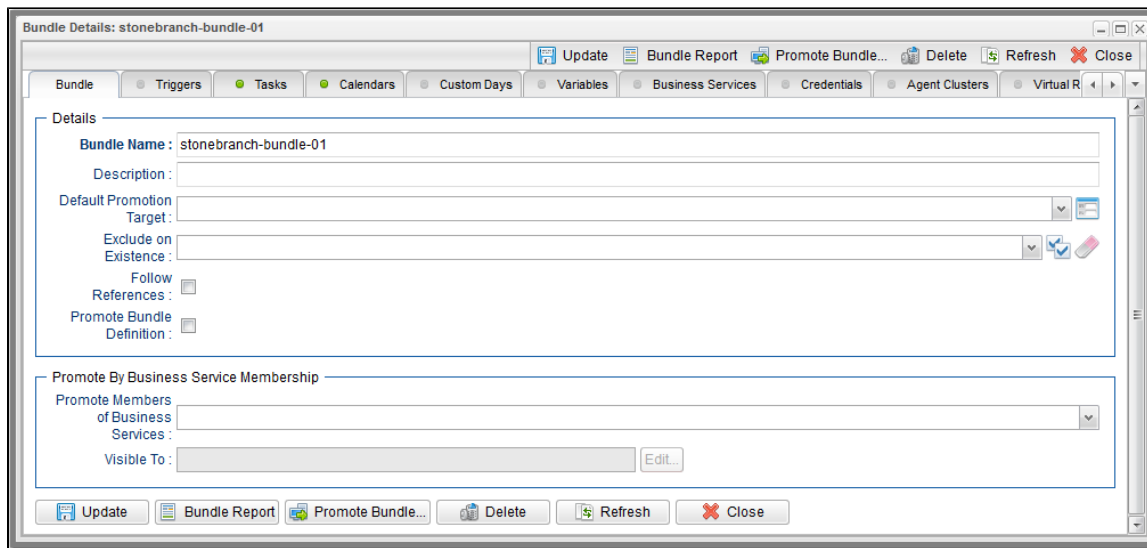 Bundle Details: stonebranch-bundle-01
Update Bundle Report Promote Bundle... Delete Refresh Close
Bundle Triggers Tasks Calendars Custom Days Variables Business Services Credentials Agent Clusters Virtual R
Details
Bundle Name : stonebranch-bundle-01
Description :
Default Promotion
Target :
Exclude on
Existence :
Follow
References :
Promote Bundle
Definition :
Promote By Business Service Membership
Promote Members
of Business
Services :
Visible To : Edit...
Update Bundle Report Promote Bundle... Delete Refresh Close